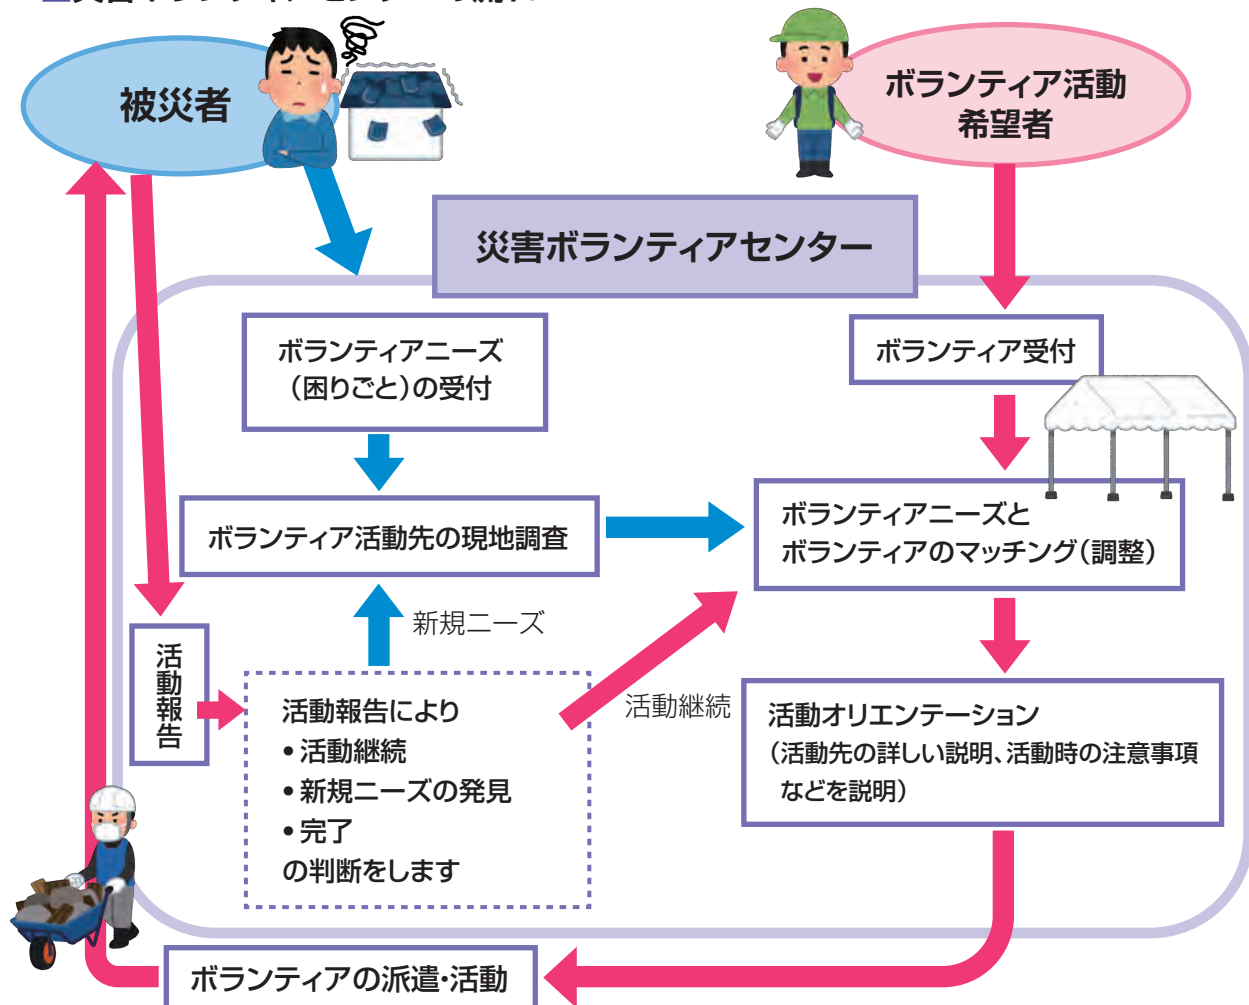 被災者
ボランティア活動
希望者
災害ボランティアセンター
ボランティアニーズ
（困りごと）の受付
ボランティア受付
ボランティア活動先の現地調査
ボランティアニーズと
ボランティアのマッチング（調整）
新規ニーズ
活動報告
活動報告により
•活動継続
•新規ニーズの発見
•完了
の判断をします
活動継続
活動オリエンテーション
（活動先の詳しい説明、活動時の注意事項
などを説明）
ボランティアの派遣・活動